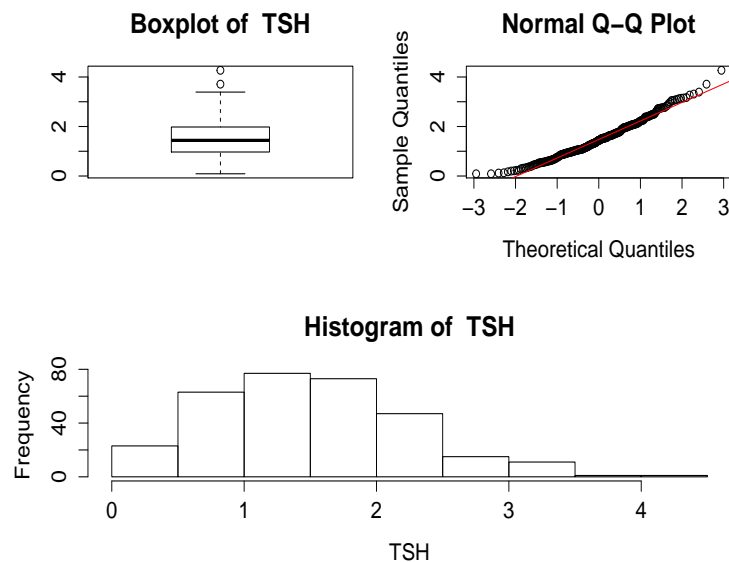 Boxplot of TSH
4
2
0
Normal Q−Q Plot
Sample Quantiles
4
2
0
−3 −2 −1 0 1 2 3
Theoretical Quantiles
Histogram of TSH
Frequency
80
40
0
0 1 2 3 4
TSH